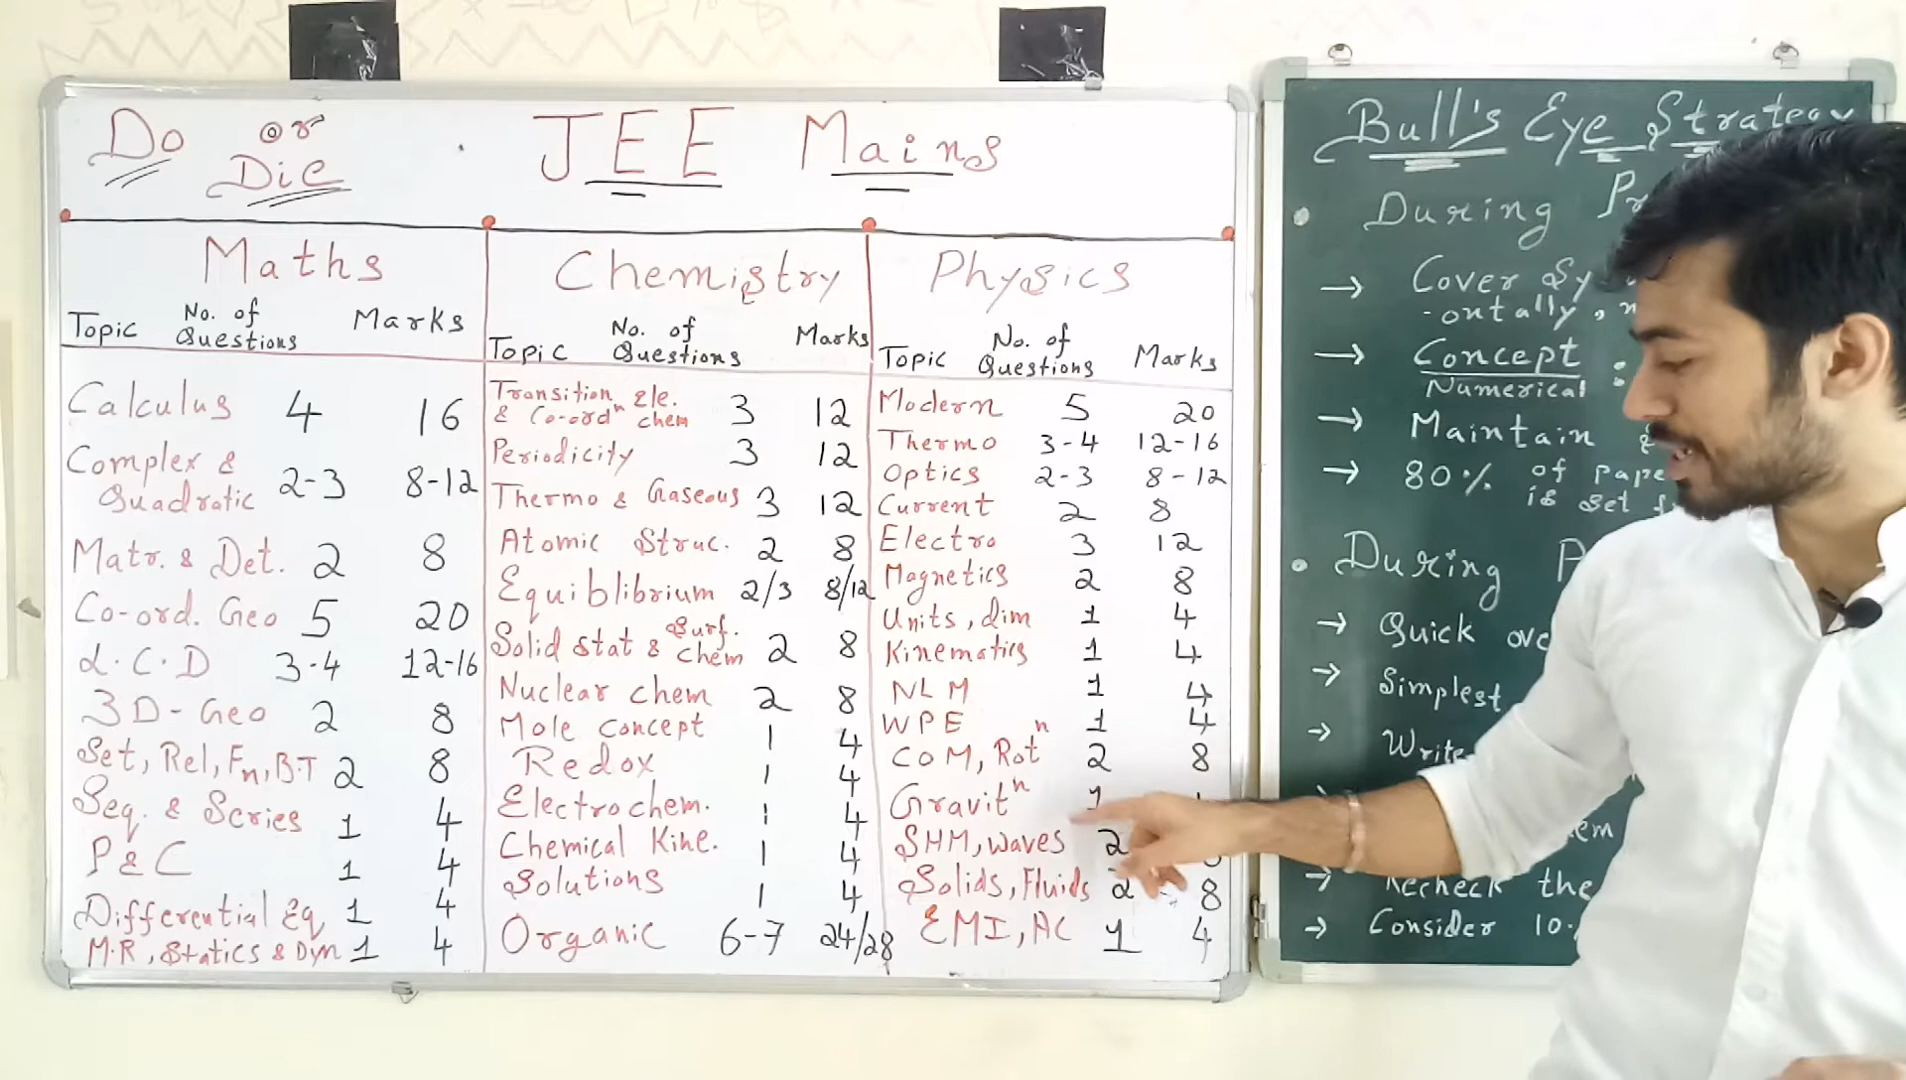 Do or Die
JEE Mains
Maths
Topic No. of Questions Marks
Calculus 4 16
Complex & Quadratic 2-3 8-12
Matr. & Det. 2 8
Co-ord. Geo 5 20
L.C.D 3-4 12-16
3D-Geo 2 8
Set, Rel, Fn, B.T 2 8
Seq. & Series 1 4
P & C 1 4
Differential Eq 1 4
M.R, Statics & Dyn 1 4
Chemistry
Topic No. of Questions Marks
Transition Ele. & Co-ordⁿ chem 3 12
Periodicity 3 12
Thermo & Gaseous 3 12
Atomic Struc. 2 8
Equiblibrium 2/3 8/12
Solid stat & Surf. chem 2 8
Nuclear chem 2 8
Mole concept 1 4
Redox 1 4
Electrochem. 1 4
Chemical Kine. 1 4
Solutions 1 4
Organic 6-7 24/28
Physics
Topic No. of Questions Marks
Modern 5 20
Thermo 3-4 12-16
Optics 2-3 8-12
Current 2 8
Electro 3 12
Magnetics 2 8
Units, dim 1 4
Kinematics 1 4
NLM 1 4
WPE 1 4
COM, Rotⁿ 2 8
Gravitⁿ 1
SHM, Waves 2
Solids, Fluids 2 8
EMI, AC 1 4
Bull's Eye Strategy
• During
→ Cover
-ontally,
→ Concept :
Numerical
→ Maintain
→ 80% of
is set
• During
→ Quick
→ Simplest
→ Write
→ Recheck the
→ Consider 10